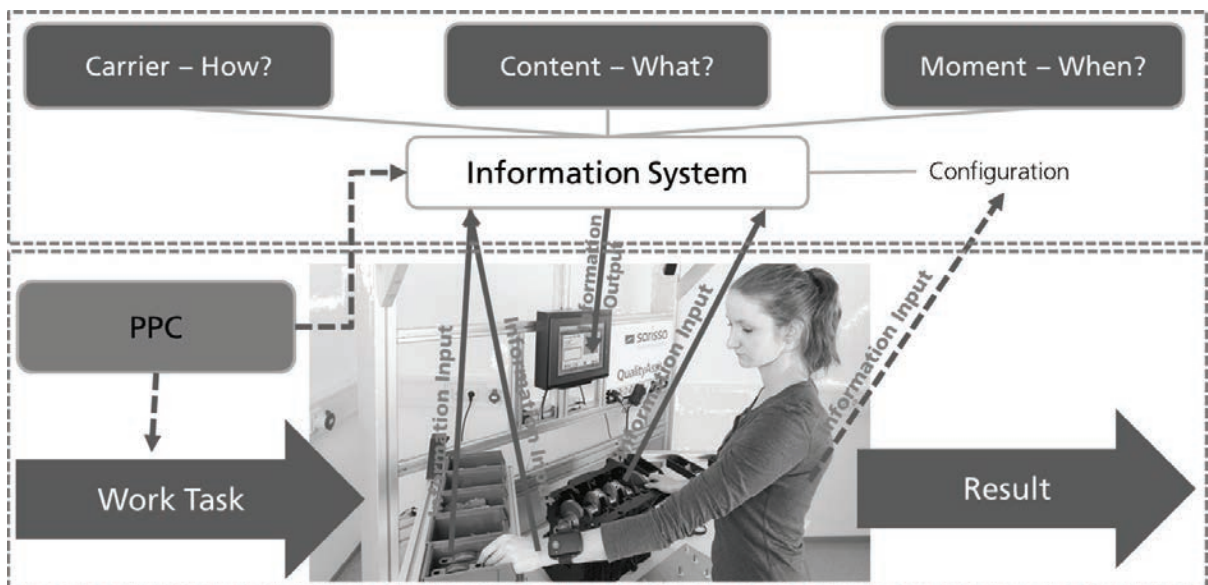 Carrier – How?
Content – What?
Moment – When?
Information System
Configuration
PPC
Information
Output
Information Input
Information Input
Information Input
sarissa
Work Task
Result